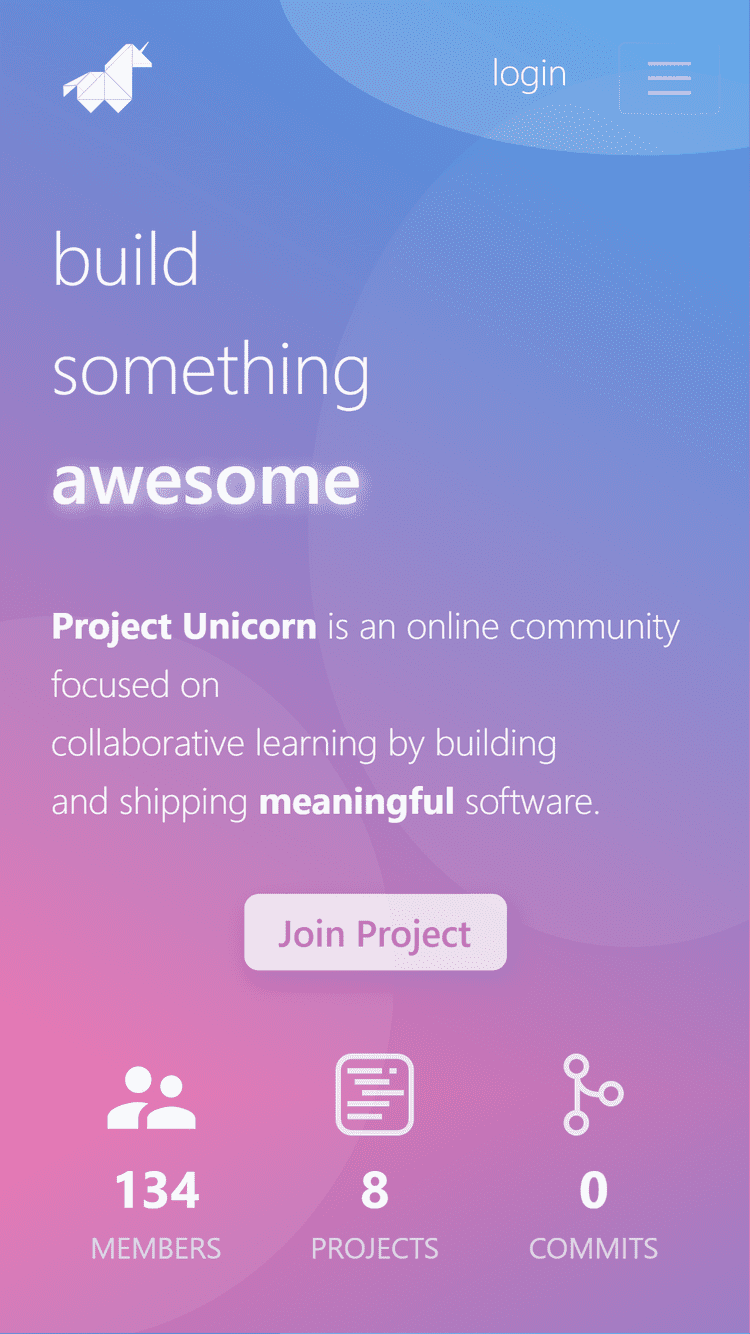 login
build
something
awesome
Project Unicorn is an online community
focused on
collaborative learning by building
and shipping meaningful software.
Join Project
134 8 0
MEMBERS PROJECTS COMMITS